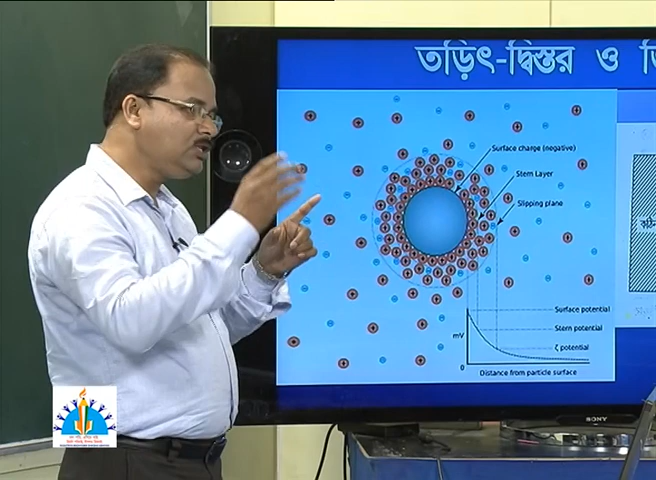 তড়িৎ-দ্বিস্তর ও
Surface charge (negative)
Stern Layer
Slipping plane
Surface potential
Stern potential
ζ potential
mV
0
Distance from particle surface
SONY